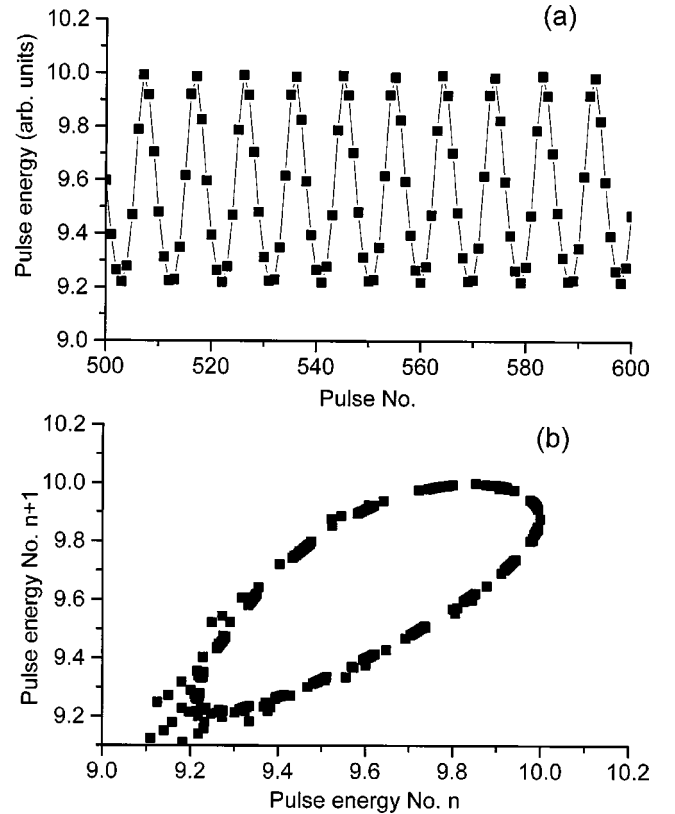 (a)
Pulse energy (arb. units)
10.2
10.0
9.8
9.6
9.4
9.2
9.0
500 520 540 560 580 600
Pulse No.
(b)
Pulse energy No. n+1
10.2
10.0
9.8
9.6
9.4
9.2
9.0 9.2 9.4 9.6 9.8 10.0 10.2
Pulse energy No. n